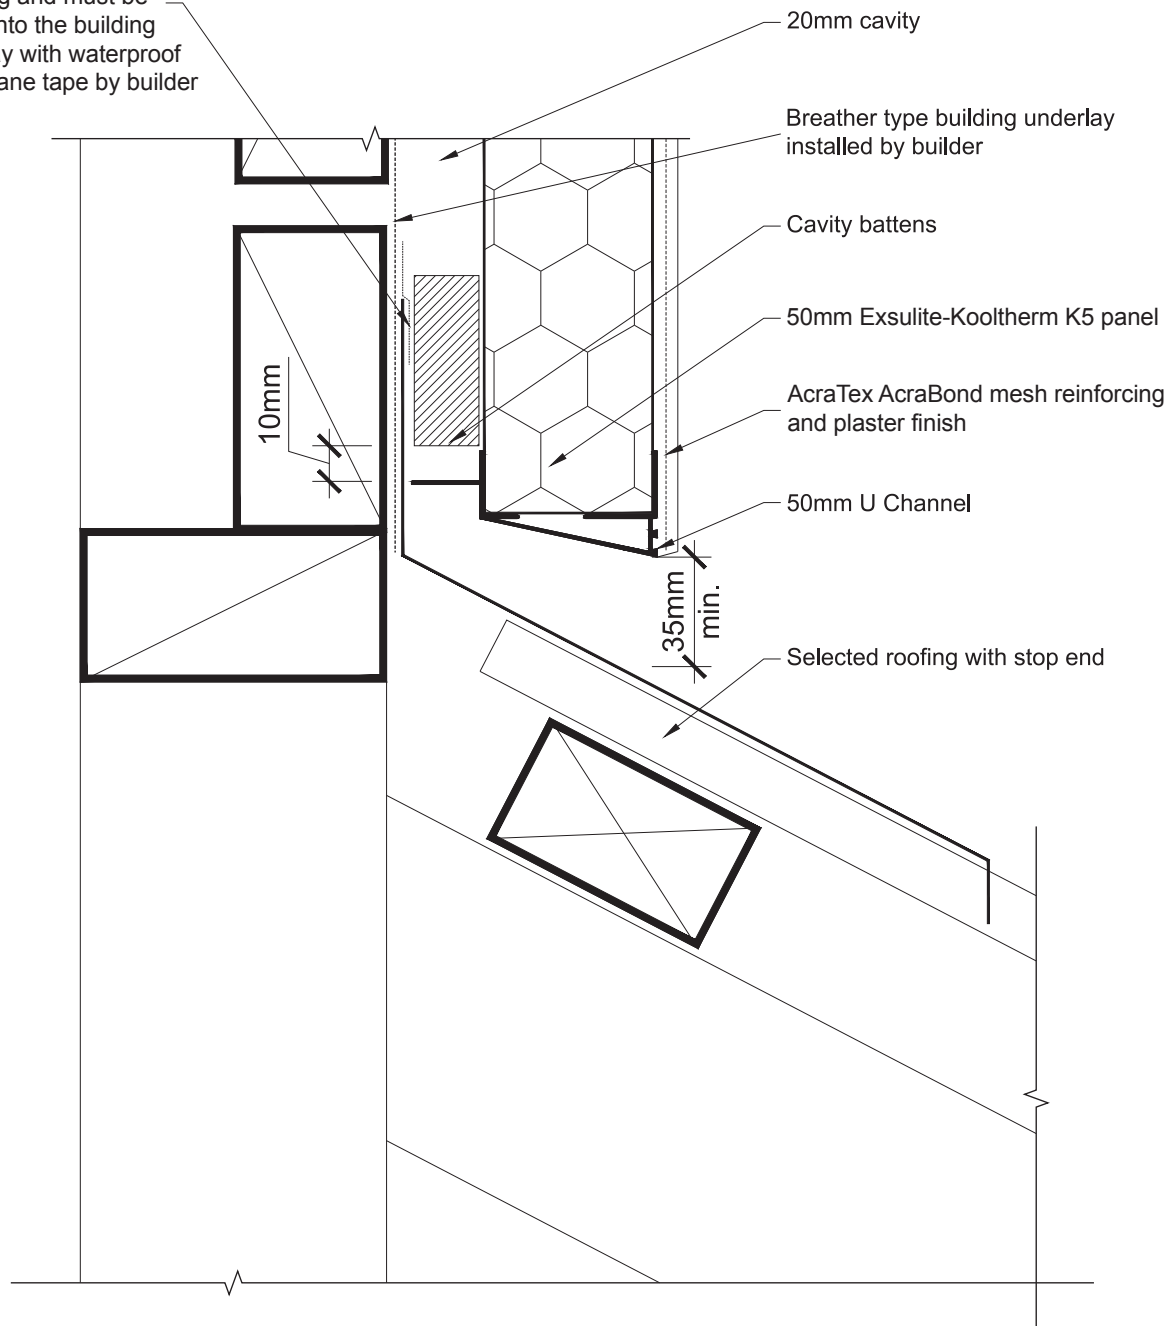 and must be
the building
with waterproof
tape by builder
20mm cavity
Breather type building underlay
installed by builder
Cavity battens
50mm Exsulite-Kooltherm K5 panel
10mm
AcraTex AcraBond mesh reinforcing
and plaster finish
50mm U Channel
35mm
min.
Selected roofing with stop end